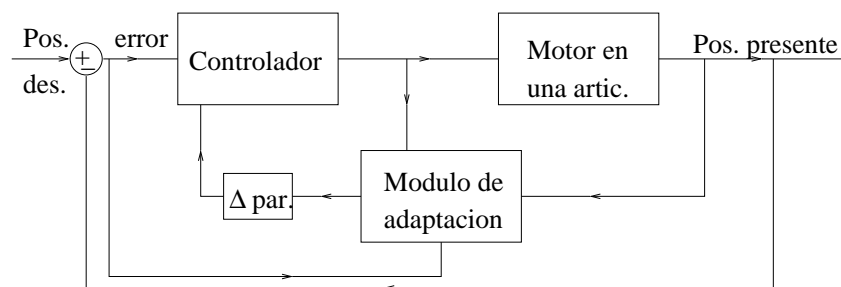 Pos.
des.
±
−
error
Controlador
Motor en
una artic.
Pos. presente
Δ par.
Modulo de
adaptacion